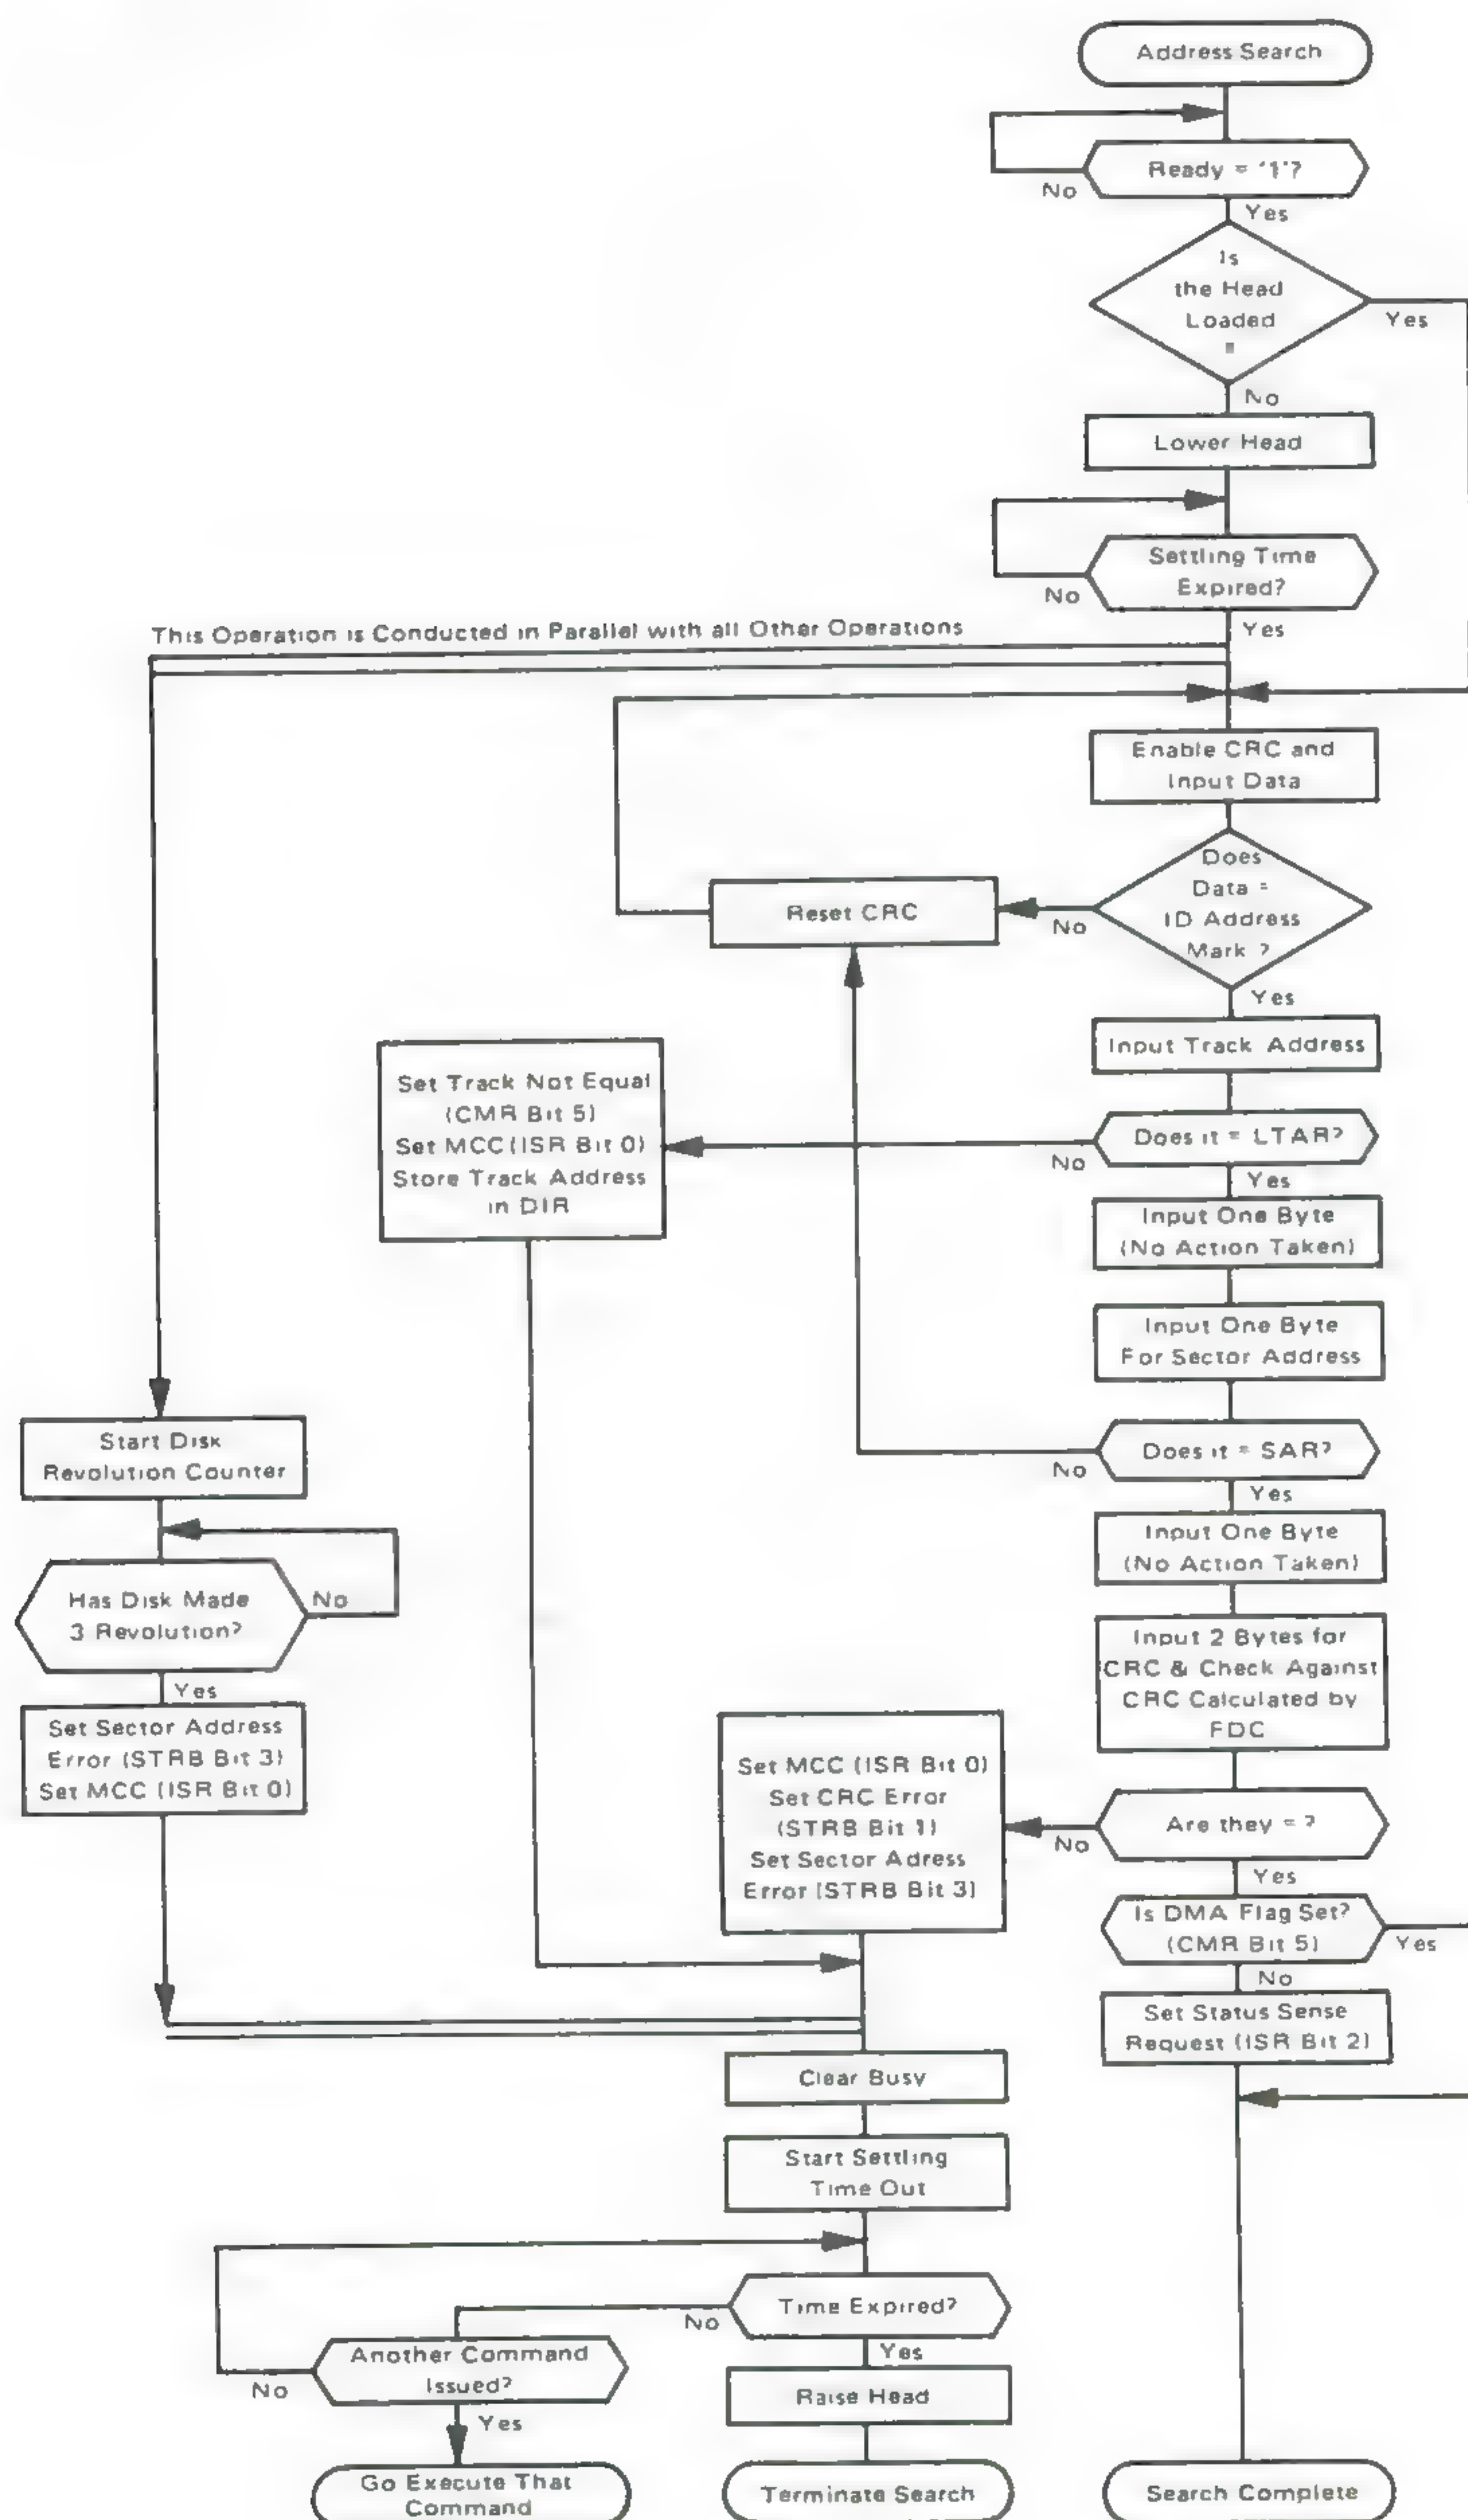 Address Search
Ready = '1'?
No
Yes
Is
the Head
Loaded
Yes
No
Lower Head
Settling Time
Expired?
No
Yes
This Operation is Conducted in Parallel with all Other Operations
Enable CRC and
Input Data
Does
Data =
ID Address
Mark ?
No
Reset CRC
Yes
Input Track Address
Set Track Not Equal
(CMR Bit 5)
Set MCC (ISR Bit 0)
Store Track Address
in DIR
Does it = LTAR?
No
Yes
Input One Byte
(No Action Taken)
Input One Byte
For Sector Address
Start Disk
Revolution Counter
Does it = SAR?
No
Yes
Input One Byte
(No Action Taken)
Has Disk Made
3 Revolution?
No
Yes
Input 2 Bytes for
CRC & Check Against
CRC Calculated by
FDC
Set Sector Address
Error (STRB Bit 3)
Set MCC (ISR Bit 0)
Set MCC (ISR Bit 0)
Set CRC Error
(STRB Bit 1)
Set Sector Adress
Error (STRB Bit 3)
Are they = ?
No
Yes
Is DMA Flag Set?
(CMR Bit 5)
Yes
No
Set Status Sense
Request (ISR Bit 2)
Clear Busy
Start Settling
Time Out
Time Expired?
No
Yes
Another Command
Issued?
No
Yes
Raise Head
Go Execute That
Command
Terminate Search
Search Complete